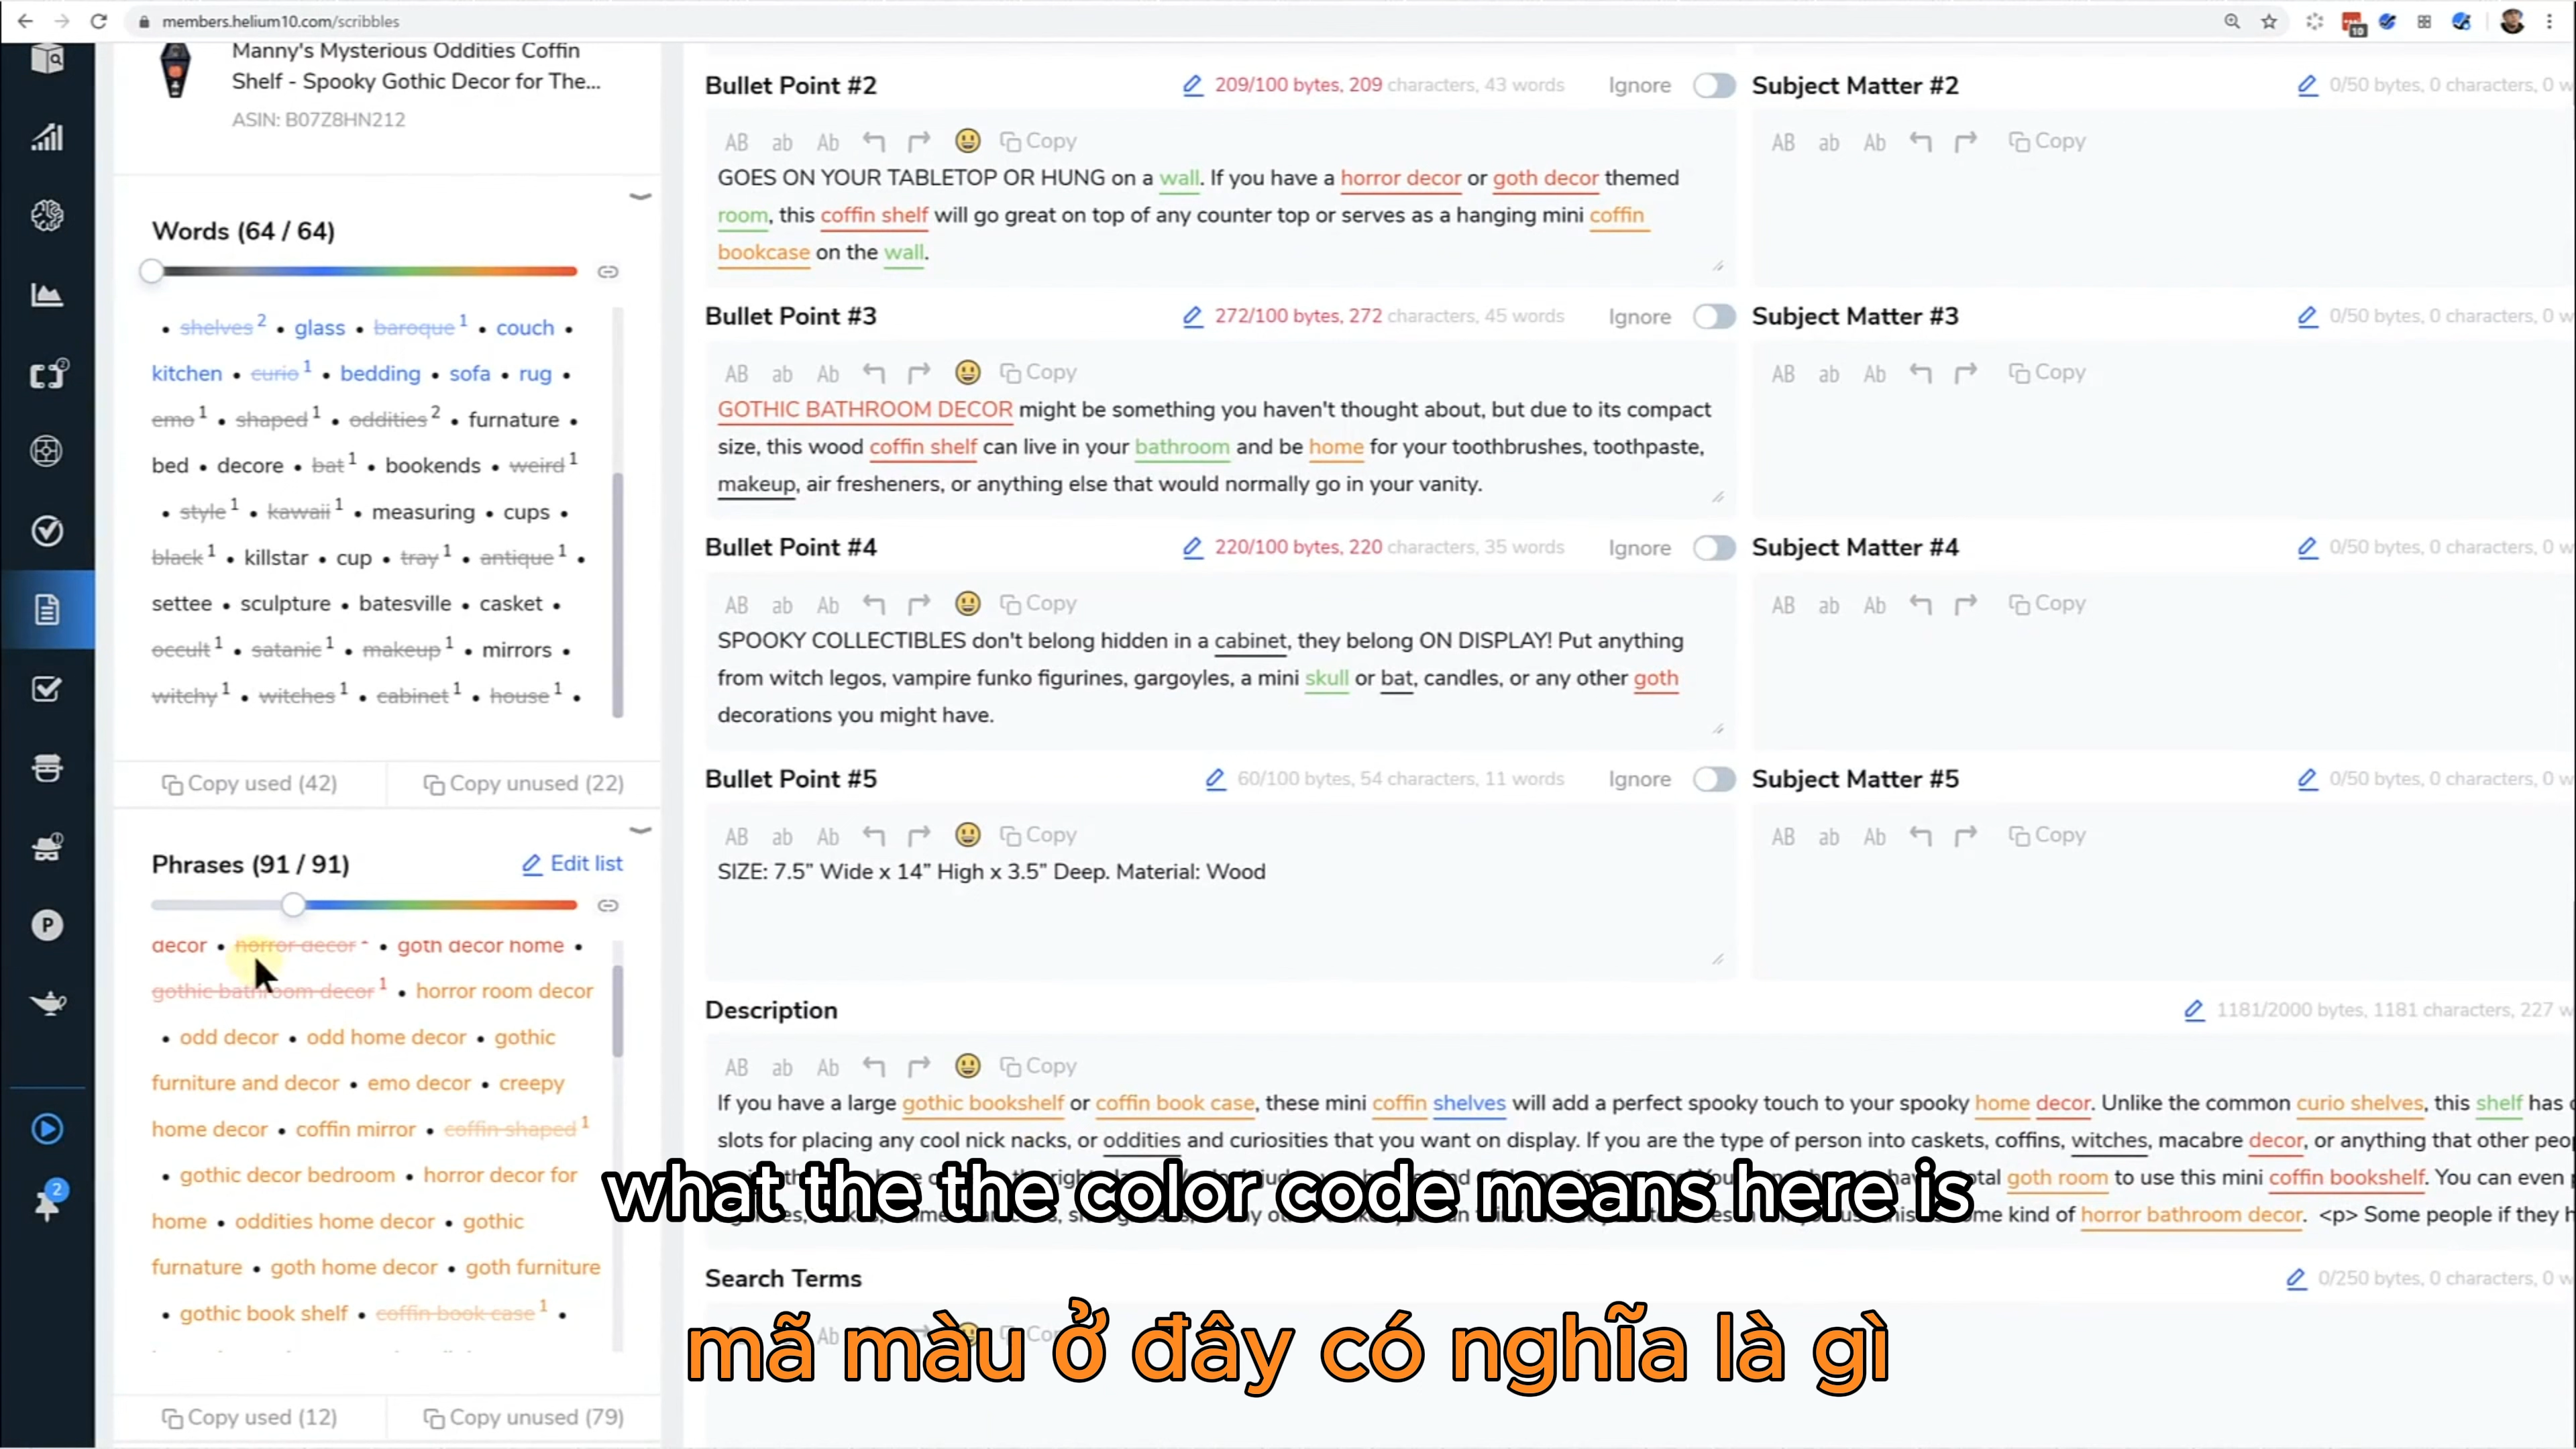 members.helium10.com/scribbles
10
Manny's Mysterious Oddities Coffin
Shelf - Spooky Gothic Decor for The...
ASIN: B07Z8HN212
Words (64 / 64)
• shelves 2 • glass • baroque 1 • couch •
kitchen • curio 1 • bedding • sofa • rug •
emo 1 • shaped 1 • oddities 2 • furnature •
bed • decore • bat 1 • bookends • weird 1
• style 1 • kawaii 1 • measuring • cups •
black 1 • killstar • cup • tray 1 • antique 1 •
settee • sculpture • batesville • casket •
occult 1 • satanic 1 • makeup 1 • mirrors •
witchy 1 • witches 1 • cabinet 1 • house 1 •
Copy used (42)
Copy unused (22)
Phrases (91 / 91)
Edit list
decor • horror decor • goth decor home •
gothic bathroom decor 1 • horror room decor
• odd decor • odd home decor • gothic
furniture and decor • emo decor • creepy
home decor • coffin mirror • coffin shaped 1
• gothic decor bedroom • horror decor for
home • oddities home decor • gothic
furnature • goth home decor • goth furniture
• gothic book shelf • coffin book case 1 •
Copy used (12)
Copy unused (79)
2
P
2
Bullet Point #2
209/100 bytes, 209 characters, 43 words
Ignore
AB ab Ab Copy
GOES ON YOUR TABLETOP OR HUNG on a wall. If you have a horror decor or goth decor themed
room, this coffin shelf will go great on top of any counter top or serves as a hanging mini coffin
bookcase on the wall.
Subject Matter #2
0/50 bytes, 0 characters, 0 w
AB ab Ab Copy
Bullet Point #3
272/100 bytes, 272 characters, 45 words
Ignore
AB ab Ab Copy
GOTHIC BATHROOM DECOR might be something you haven't thought about, but due to its compact
size, this wood coffin shelf can live in your bathroom and be home for your toothbrushes, toothpaste,
makeup, air fresheners, or anything else that would normally go in your vanity.
Subject Matter #3
0/50 bytes, 0 characters, 0 w
AB ab Ab Copy
Bullet Point #4
220/100 bytes, 220 characters, 35 words
Ignore
AB ab Ab Copy
SPOOKY COLLECTIBLES don't belong hidden in a cabinet, they belong ON DISPLAY! Put anything
from witch legos, vampire funko figurines, gargoyles, a mini skull or bat, candles, or any other goth
decorations you might have.
Subject Matter #4
0/50 bytes, 0 characters, 0 w
AB ab Ab Copy
Bullet Point #5
60/100 bytes, 54 characters, 11 words
Ignore
AB ab Ab Copy
SIZE: 7.5” Wide x 14” High x 3.5” Deep. Material: Wood
Subject Matter #5
0/50 bytes, 0 characters, 0 w
AB ab Ab Copy
Description
1181/2000 bytes, 1181 characters, 227 w
AB ab Ab Copy
If you have a large gothic bookshelf or coffin book case, these mini coffin shelves will add a perfect spooky touch to your spooky home decor. Unlike the common curio shelves, this shelf has
slots for placing any cool nick nacks, or oddities and curiosities that you want on display. If you are the type of person into caskets, coffins, witches, macabre decor, or anything that other peop
goth room to use this mini coffin bookshelf. You can even
kind of horror bathroom decor. <p> Some people if they h
what the the color code means here is
Search Terms
0/250 bytes, 0 characters, 0 w
Ab
mã màu ở đây có nghĩa là gì